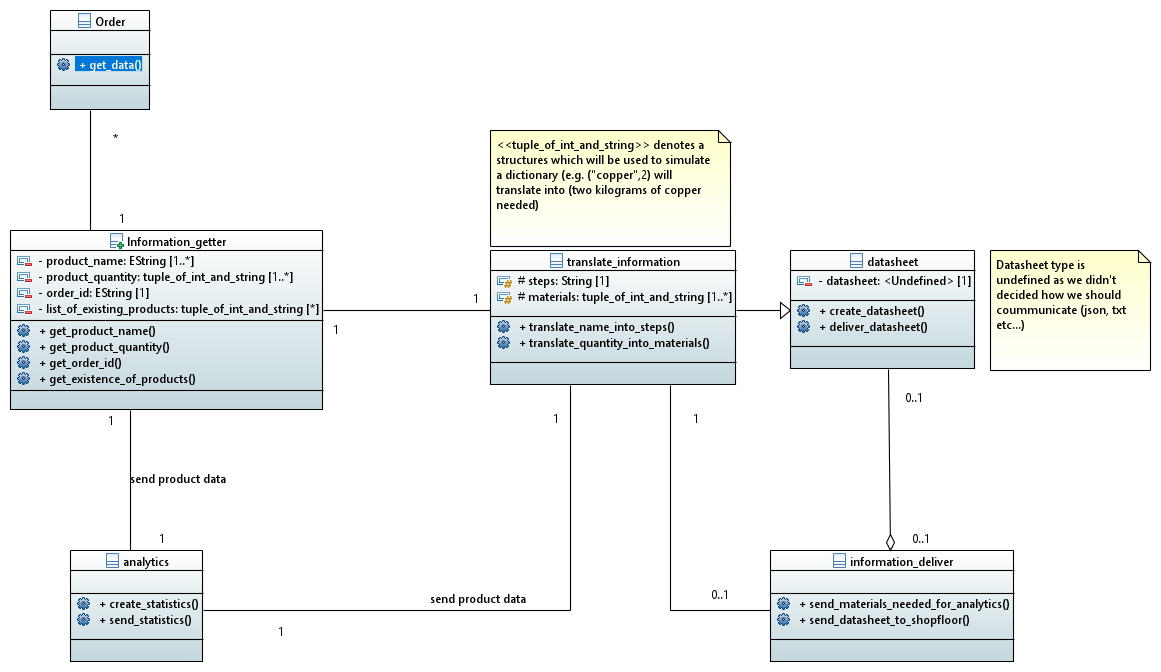 Order
+ get_data()
*
1
<<tuple_of_int_and_string>> denotes a
structures which will be used to simulate
a dictionary (e.g. ("copper",2) will
translate into (two kilograms of copper
needed)
Information_getter
- product_name: EString [1..*]
- product_quantity: tuple_of_int_and_string [1..*]
- order_id: EString [1]
- list_of_existing_products: tuple_of_int_and_string [*]
+ get_product_name()
+ get_product_quantity()
+ get_order_id()
+ get_existence_of_products()
1
1
translate_information
# steps: String [1]
# materials: tuple_of_int_and_string [1..*]
+ translate_name_into_steps()
+ translate_quantity_into_materials()
datasheet
- datasheet: <Undefined> [1]
+ create_datasheet()
+ deliver_datasheet()
Datasheet type is
undefined as we didn't
decided how we should
coummunicate (json, txt
etc...)
0..1
1
1
1
send product data
1
0..1
analytics
+ create_statistics()
+ send_statistics()
send product data
1
0..1
information_deliver
+ send_materials_needed_for_analytics()
+ send_datasheet_to_shopfloor()